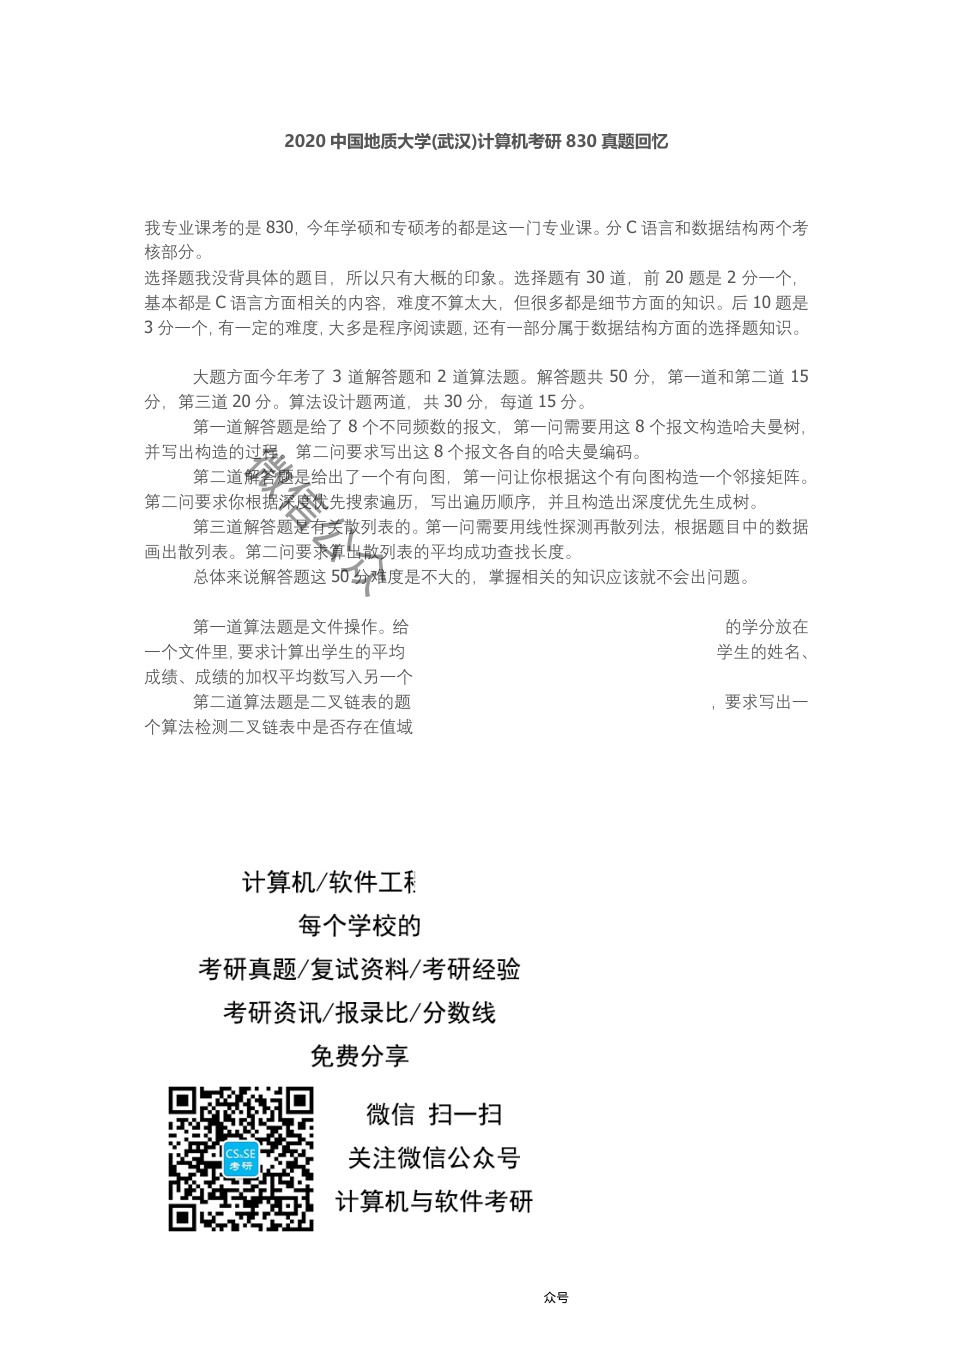 2020 中国地质大学(武汉)计算机考研 830 真题回忆
我专业课考的是 830，今年学硕和专硕考的都是这一门专业课。分 C 语言和数据结构两个考
核部分。
选择题我没背具体的题目，所以只有大概的印象。选择题有 30 道，前 20 题是 2 分一个，
基本都是 C 语言方面相关的内容，难度不算太大，但很多都是细节方面的知识。后 10 题是
3 分一个，有一定的难度，大多是程序阅读题，还有一部分属于数据结构方面的选择题知识。
大题方面今年考了 3 道解答题和 2 道算法题。解答题共 50 分，第一道和第二道 15
分，第三道 20 分。算法设计题两道，共 30 分，每道 15 分。
第一道解答题是给了 8 个不同频数的报文，第一问需要用这 8 个报文构造哈夫曼树，
并写出构造的过程，第二问要求写出这 8 个报文各自的哈夫曼编码。
第二道解答题是给出了一个有向图，第一问让你根据这个有向图构造一个邻接矩阵。
第二问要求你根据深度优先搜索遍历，写出遍历顺序，并且构造出深度优先生成树。
第三道解答题是有关散列表的。第一问需要用线性探测再散列法，根据题目中的数据
画出散列表。第二问要求算出散列表的平均成功查找长度。
总体来说解答题这 50 分难度是不大的，掌握相关的知识应该就不会出问题。
第一道算法题是文件操作。给 的学分放在
一个文件里，要求计算出学生的平均 学生的姓名、
成绩、成绩的加权平均数写入另一个
第二道算法题是二叉链表的题 ，要求写出一
个算法检测二叉链表中是否存在值域
微信公众
计算机/软件工程
每个学校的
考研真题/复试资料/考研经验
考研资讯/报录比/分数线
免费分享
CS&SE
考研
微信 扫一扫
关注微信公众号
计算机与软件考研
众号